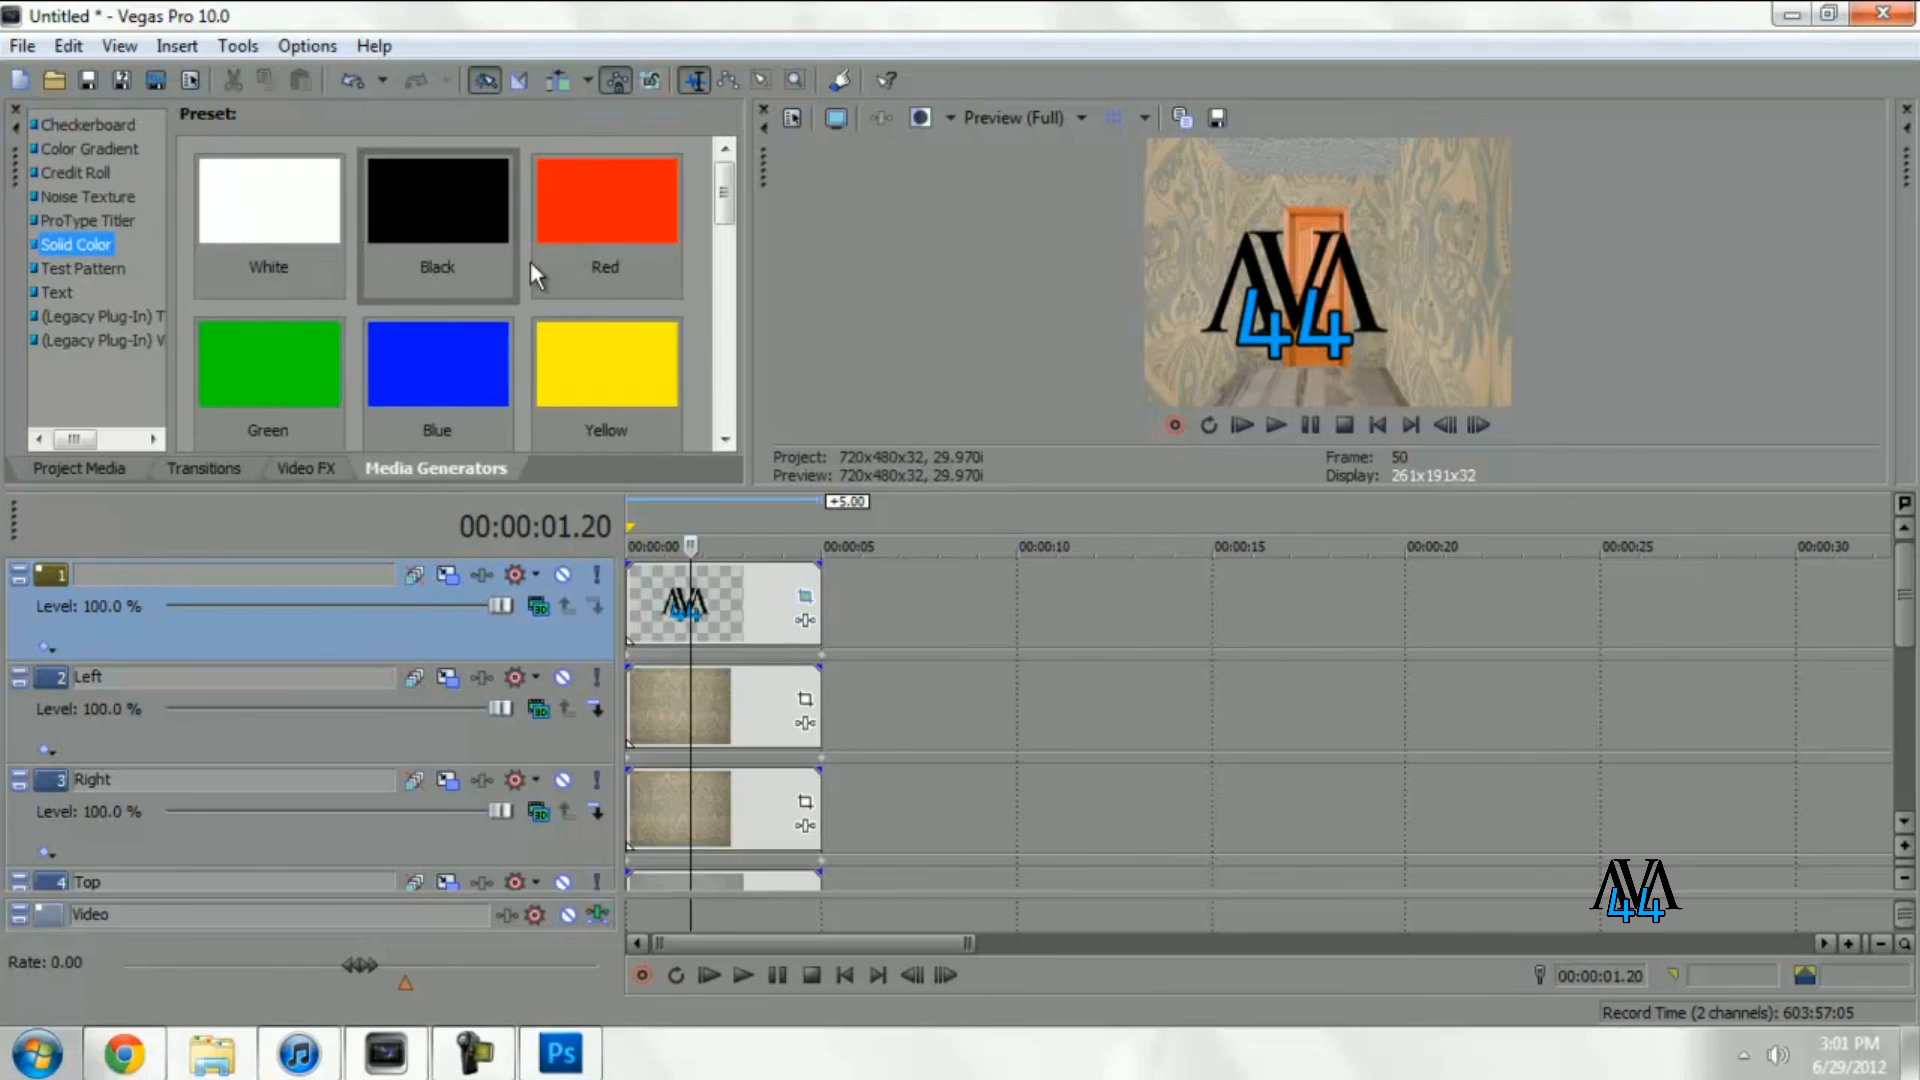 Untitled * - Vegas Pro 10.0
File Edit View Insert Tools Options Help
Preset:
Checkerboard
Color Gradient
Credit Roll
Noise Texture
ProType Titler
Solid Color
Test Pattern
Text
(Legacy Plug-In) T
(Legacy Plug-In) V
White Black Red
Green Blue Yellow
Project Media Transitions Video FX Media Generators
Preview (Full)
44
Project: 720x480x32, 29.970i Frame: 50
Preview: 720x480x32, 29.970i Display: 261x191x32
+5.00
00:00:01.20
00:00:00 00:00:05 00:00:10 00:00:15 00:00:20 00:00:25 00:00:30
1
Level: 100.0 %
44
2 Left
Level: 100.0 %
3 Right
Level: 100.0 %
4 Top
Video
44
Rate: 0.00
00:00:01.20
Record Time (2 channels): 603:57:05
Ps
3:01 PM
6/29/2012